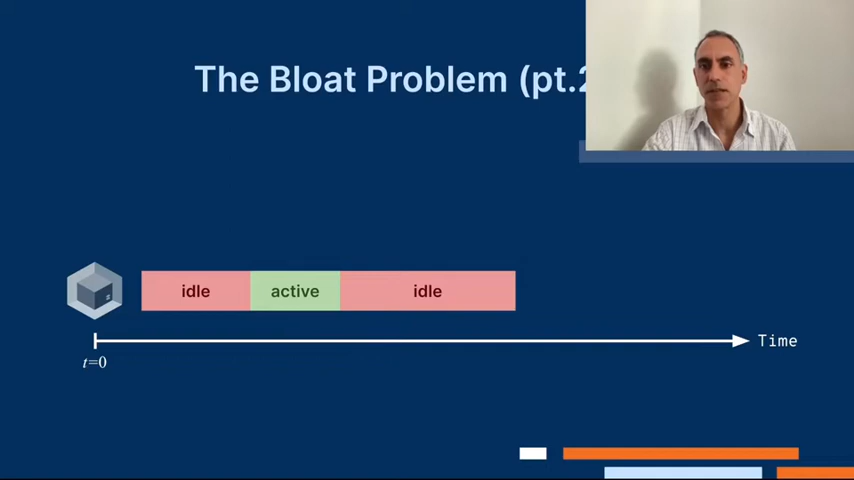 The Bloat Problem (pt.2
idle active idle
Time
t=0